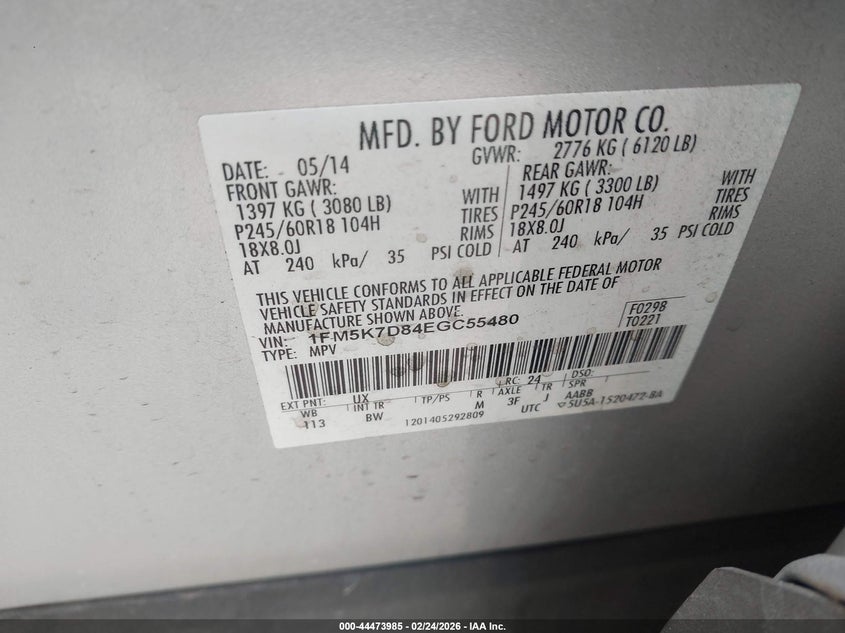 MFD. BY FORD MOTOR CO.
DATE: 05/14 GVWR: 2776 KG ( 6120 LB)
FRONT GAWR: REAR GAWR:
1397 KG ( 3080 LB) WITH 1497 KG ( 3300 LB) WITH
P245/60R18 104H TIRES P245/60R18 104H TIRES
18X8.0J RIMS 18X8.0J RIMS
AT 240 kPa/ 35 PSI COLD AT 240 kPa/ 35 PSI COLD
THIS VEHICLE CONFORMS TO ALL APPLICABLE FEDERAL MOTOR
VEHICLE SAFETY STANDARDS IN EFFECT ON THE DATE OF
MANUFACTURE SHOWN ABOVE.
VIN: 1FM5K7D84EGC55480 F0298
TYPE: MPV T0221
EXT PNT: UX RC: 24 DSO:
WB INT TR TP/PS R AXLE TR SPR
113 BW M 3F J AABB
1201405292809 UTC 5U5A-1520472-BA
000-44473985 - 02/24/2026 - IAA Inc.